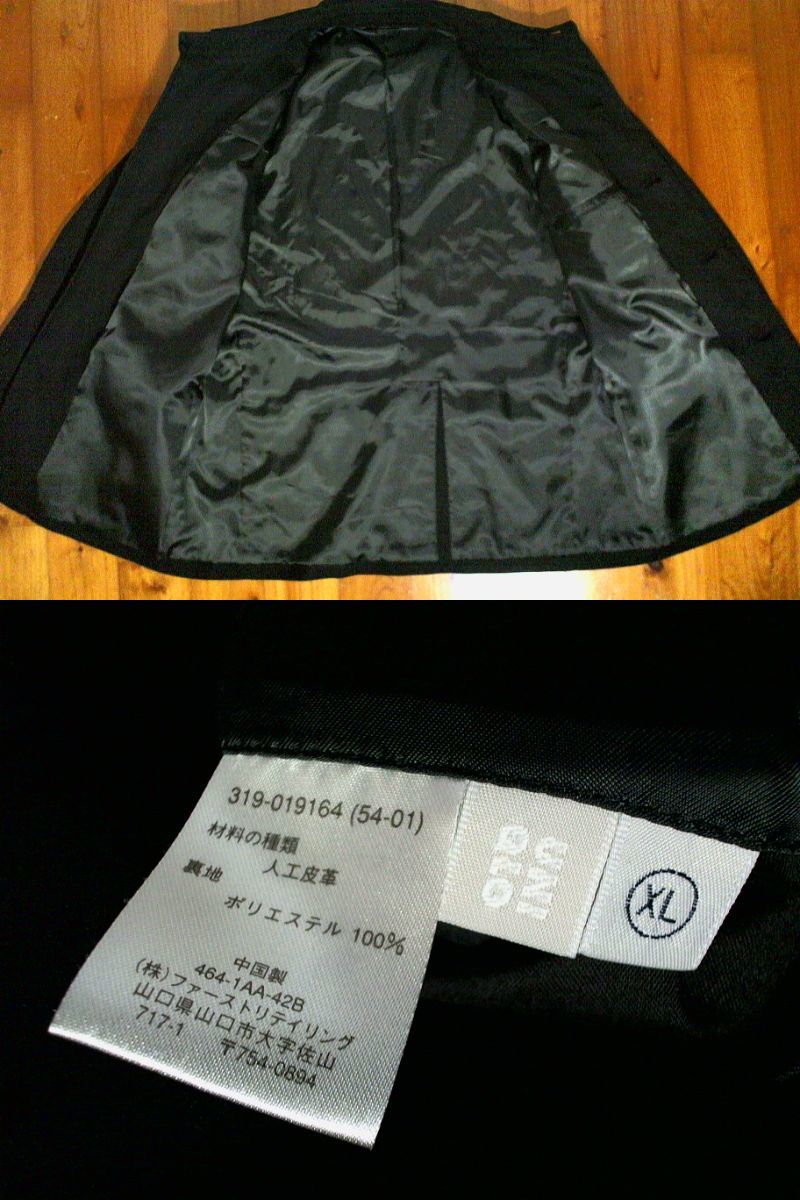 319-019164 (54-01)
材料の種類
人工皮革
裏地
ポリエステル 100%
中国製
464-1AA-42B
(株)ファーストリテイリング
山口県山口市大字佐山
717-1
〒754-0894
UNI
QLO
XL